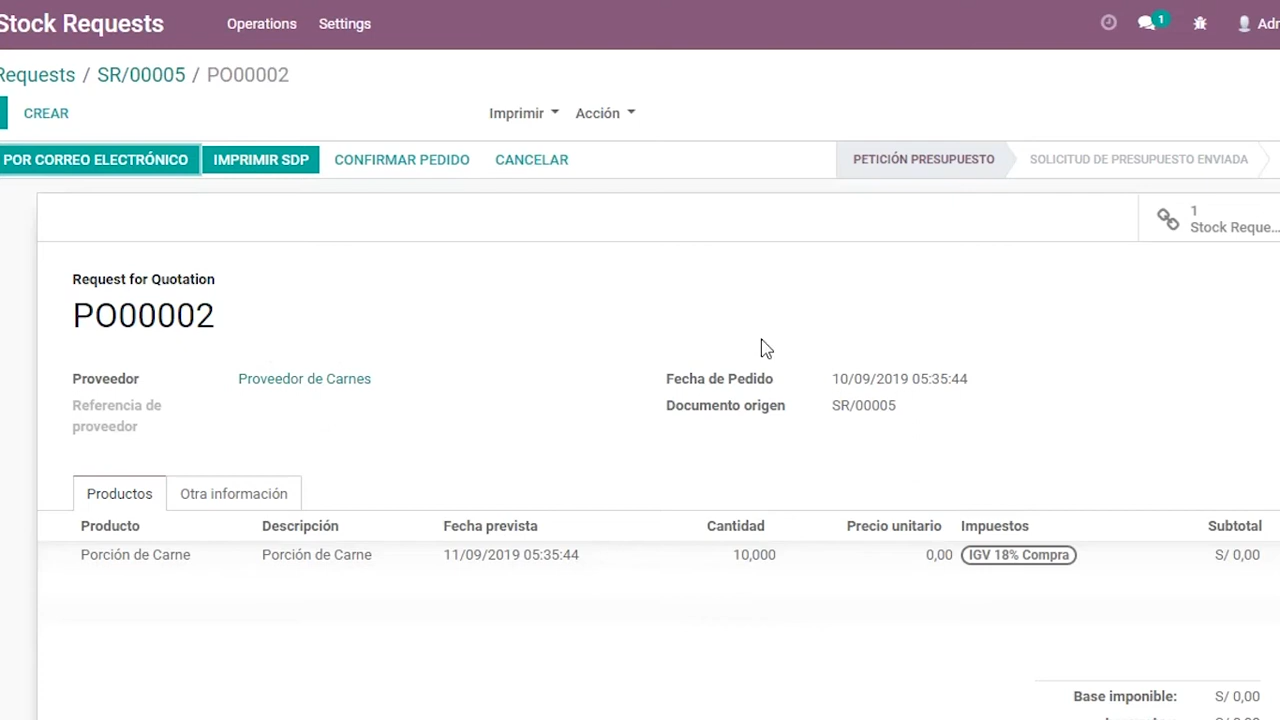 Stock Requests Operations Settings 1
Requests / SR/00005 / PO00002
CREAR Imprimir Acción
POR CORREO ELECTRÓNICO IMPRIMIR SDP CONFIRMAR PEDIDO CANCELAR PETICIÓN PRESUPUESTO SOLICITUD DE PRESUPUESTO ENVIADA
1
Stock Reque...
Request for Quotation
PO00002
Proveedor Proveedor de Carnes Fecha de Pedido 10/09/2019 05:35:44
Referencia de proveedor Documento origen SR/00005
Productos Otra información
Producto Descripción Fecha prevista Cantidad Precio unitario Impuestos Subtotal
Porción de Carne Porción de Carne 11/09/2019 05:35:44 10,000 0,00 IGV 18% Compra S/ 0,00
Base imponible: S/ 0,00